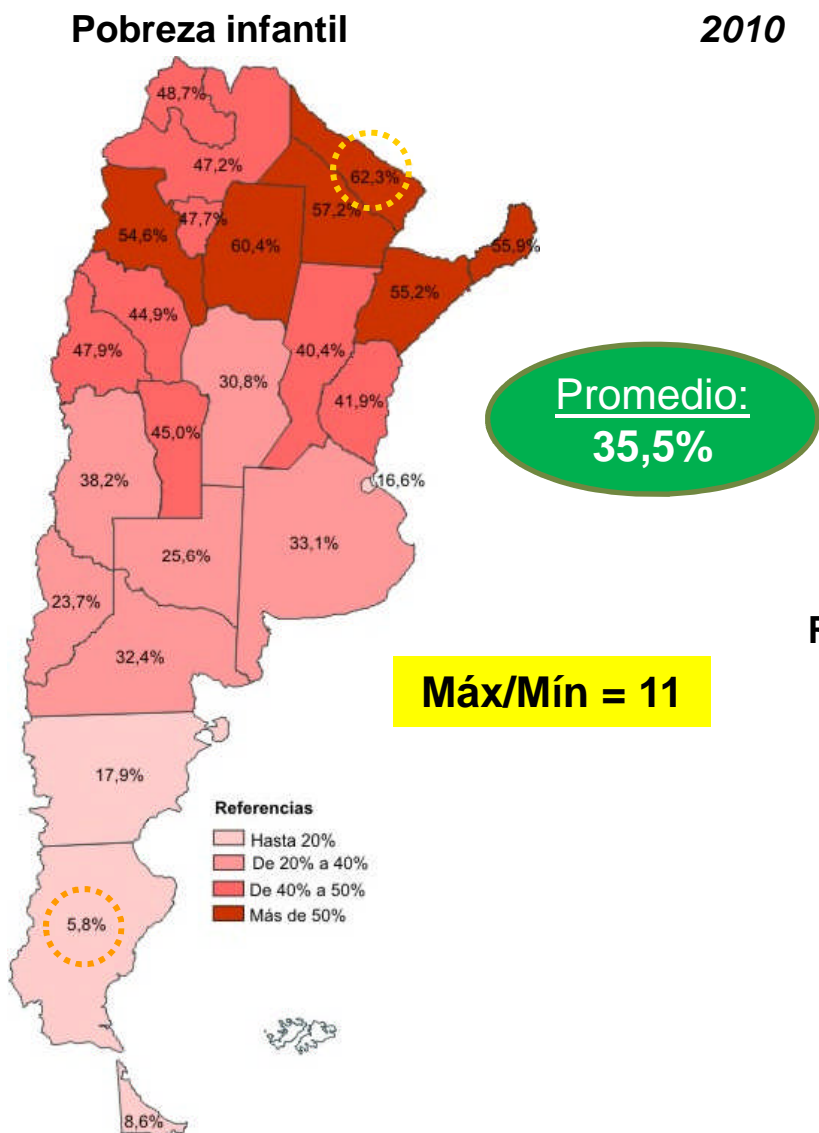 Pobreza infantil
2010
48,7%
47,2%
62,3%
57,2%
47,7%
54,6%
60,4%
55,9%
55,2%
44,9%
47,9%
40,4%
30,8%
41,9%
45,0%
Promedio:
35,5%
38,2%
16,6%
33,1%
25,6%
23,7%
32,4%
F
Máx/Mín = 11
17,9%
Referencias
Hasta 20%
De 20% a 40%
De 40% a 50%
Más de 50%
5,8%
8,6%